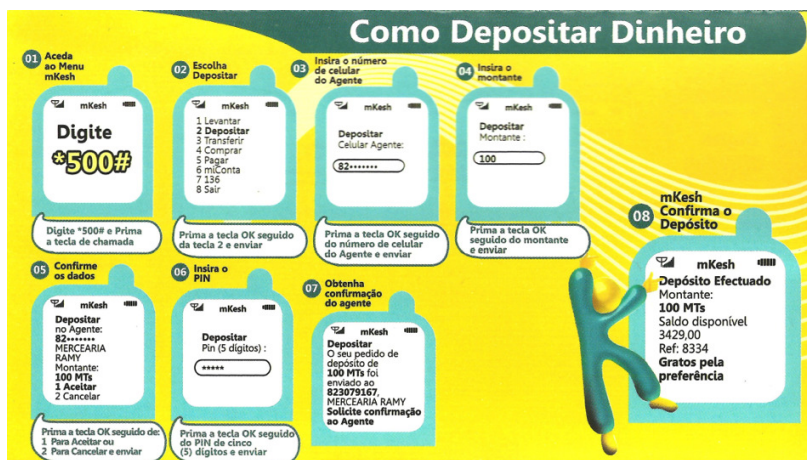 Como Depositar Dinheiro
01 Aceda
ao Menu
mKesh
mKesh
Digite
*500#
Digite *500# e Prima
a tecla de chamada
02 Escolha
Depositar
mKesh
1 Levantar
2 Depositar
3 Transferir
4 Comprar
5 Pagar
6 miConta
7 136
8 Sair
Prima a tecla OK seguido
da tecla 2 e enviar
03 Insira o número
de celular
do Agente
mKesh
Depositar
Celular Agente:
82•••••••
Prima a tecla OK seguido
do número de celular
do Agente e enviar
04 Insira o
montante
mKesh
Depositar
Montante :
100
Prima a tecla OK
seguido do montante
e enviar
05 Confirme
os dados
mKesh
Depositar
no Agente:
82•••••••
MERCEARIA
RAMY
Montante:
100 MTs
1 Aceitar
2 Cancelar
Prima a tecla OK seguido de:
1 Para Aceitar ou
2 Para Cancelar e enviar
06 Insira o
PIN
mKesh
Depositar
Pin (5 dígitos) :
*****
Prima a tecla OK seguido
do PIN de cinco
(5) dígitos e enviar
07 Obtenha
confirmação
do agente
mKesh
Depositar
O seu pedido de
depósito de
100 MTs foi
enviado ao
823079167,
MERCEARIA RAMY
Solicite confirmação
ao Agente
08 mKesh
Confirma o
Depósito
mKesh
Depósito Efectuado
Montante:
100 MTs
Saldo disponível
3429,00
Ref: 8334
Gratos pela
preferência